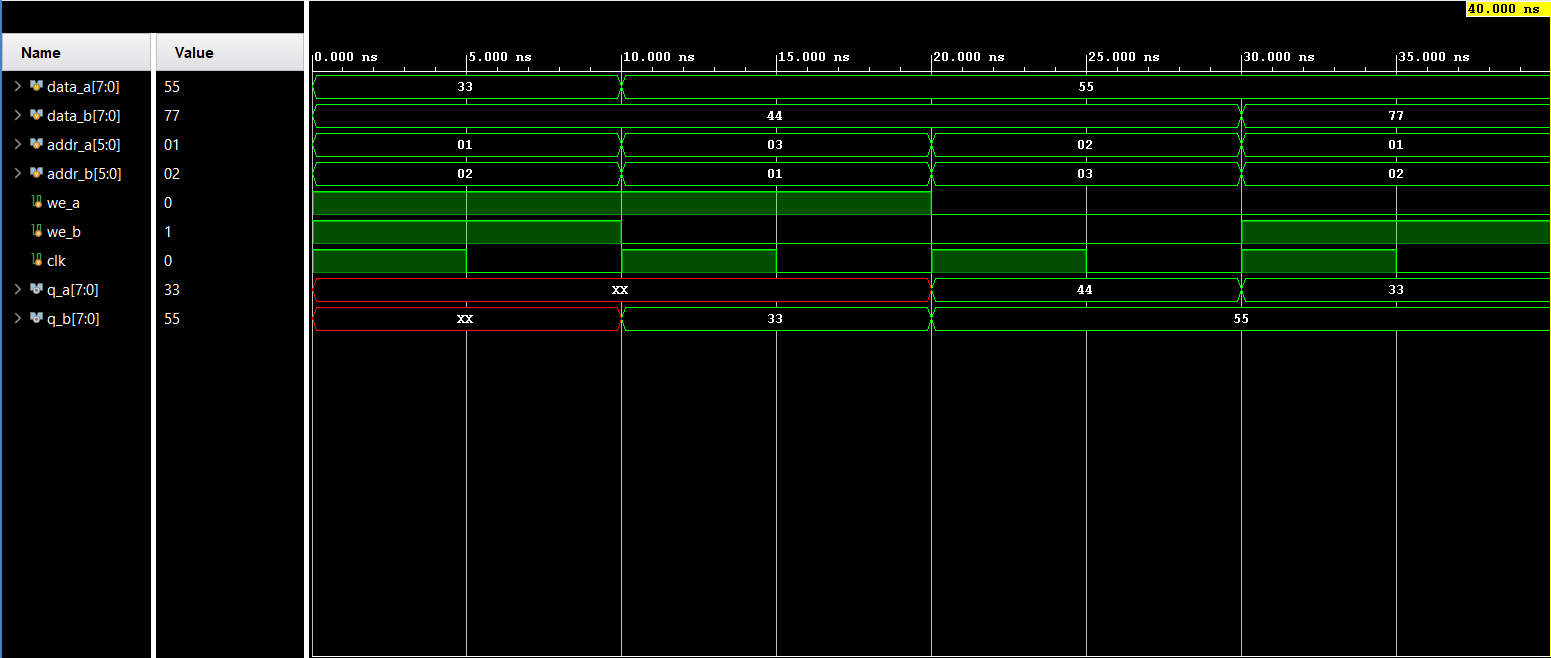 40.000 ns
Name Value
0.000 ns 5.000 ns 10.000 ns 15.000 ns 20.000 ns 25.000 ns 30.000 ns 35.000 ns
data_a[7:0] 55 33 55
data_b[7:0] 77 44 77
addr_a[5:0] 01 01 03 02 01
addr_b[5:0] 02 02 01 03 02
we_a 0
we_b 1
clk 0
q_a[7:0] 33 XX 44 33
q_b[7:0] 55 XX 33 55